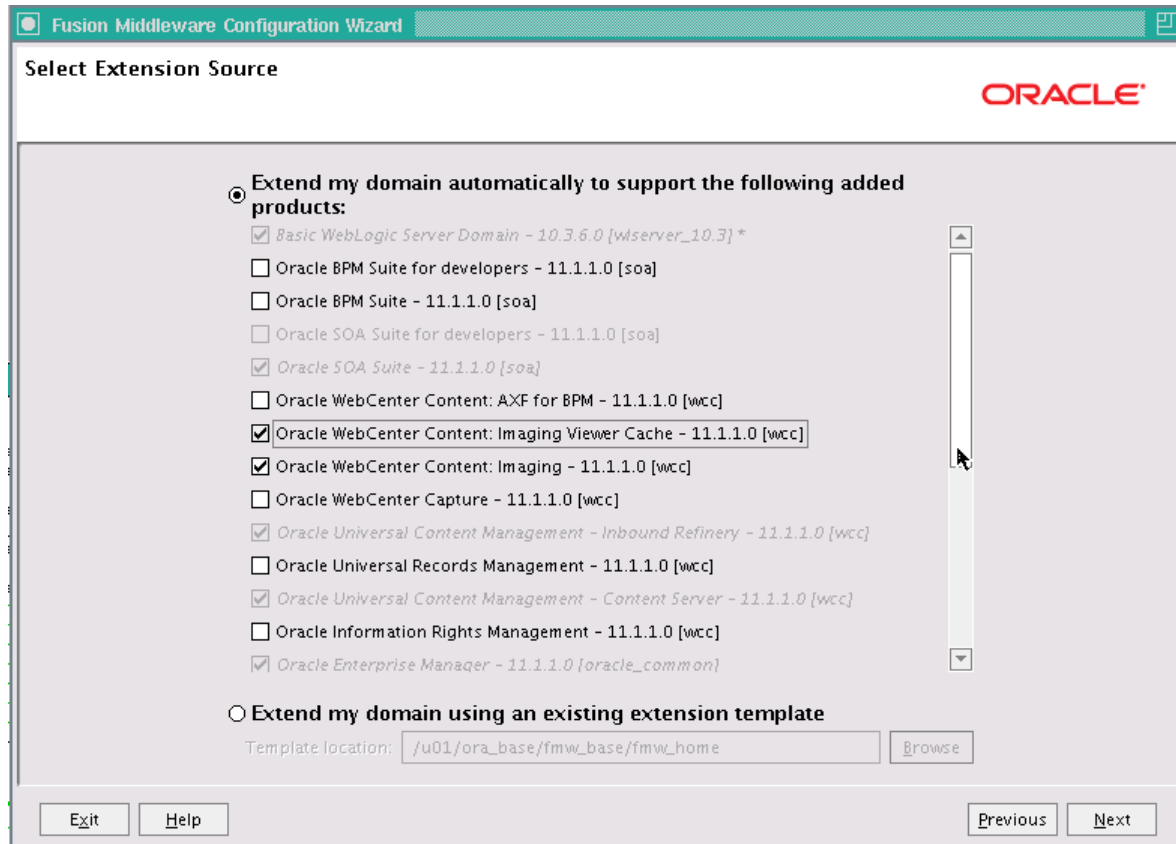 Fusion Middleware Configuration Wizard
Select Extension Source
ORACLE
Extend my domain automatically to support the following added
products:
Basic WebLogic Server Domain - 10.3.6.0 [wlserver_10.3] *
Oracle BPM Suite for developers - 11.1.1.0 [soa]
Oracle BPM Suite - 11.1.1.0 [soa]
Oracle SOA Suite for developers - 11.1.1.0 [soa]
Oracle SOA Suite - 11.1.1.0 [soa]
Oracle WebCenter Content: AXF for BPM - 11.1.1.0 [wcc]
Oracle WebCenter Content: Imaging Viewer Cache - 11.1.1.0 [wcc]
Oracle WebCenter Content: Imaging - 11.1.1.0 [wcc]
Oracle WebCenter Capture - 11.1.1.0 [wcc]
Oracle Universal Content Management - Inbound Refinery - 11.1.1.0 [wcc]
Oracle Universal Records Management - 11.1.1.0 [wcc]
Oracle Universal Content Management - Content Server - 11.1.1.0 [wcc]
Oracle Information Rights Management - 11.1.1.0 [wcc]
Oracle Enterprise Manager - 11.1.1.0 [oracle_common]
Extend my domain using an existing extension template
Template location: /u01/ora_base/fmw_base/fmw_home Browse
Exit Help Previous Next